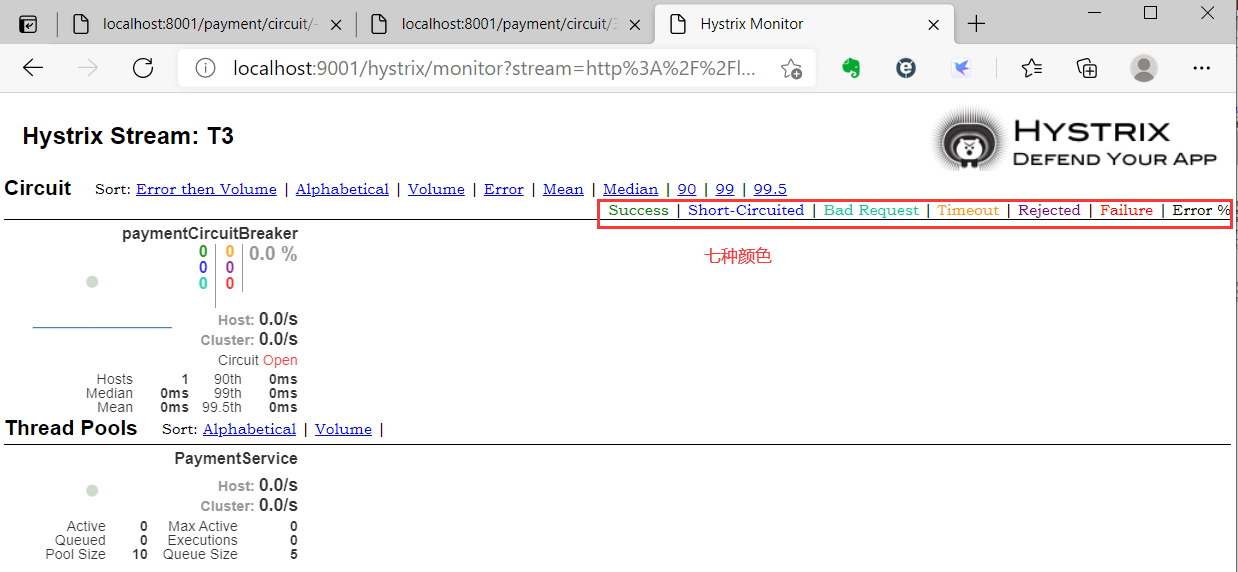 localhost:8001/payment/circuit/- localhost:8001/payment/circuit/3 Hystrix Monitor
localhost:9001/hystrix/monitor?stream=http%3A%2F%2Fl...
Hystrix Stream: T3
HYSTRIX
DEFEND YOUR APP
Circuit Sort: Error then Volume | Alphabetical | Volume | Error | Mean | Median | 90 | 99 | 99.5
Success | Short-Circuited | Bad Request | Timeout | Rejected | Failure | Error %
七种颜色
paymentCircuitBreaker
0 0 0.0 %
0 0
0 0
Host: 0.0/s
Cluster: 0.0/s
Circuit Open
Hosts 1 90th 0ms
Median 0ms 99th 0ms
Mean 0ms 99.5th 0ms
Thread Pools Sort: Alphabetical | Volume |
PaymentService
Host: 0.0/s
Cluster: 0.0/s
Active 0 Max Active 0
Queued 0 Executions 0
Pool Size 10 Queue Size 5